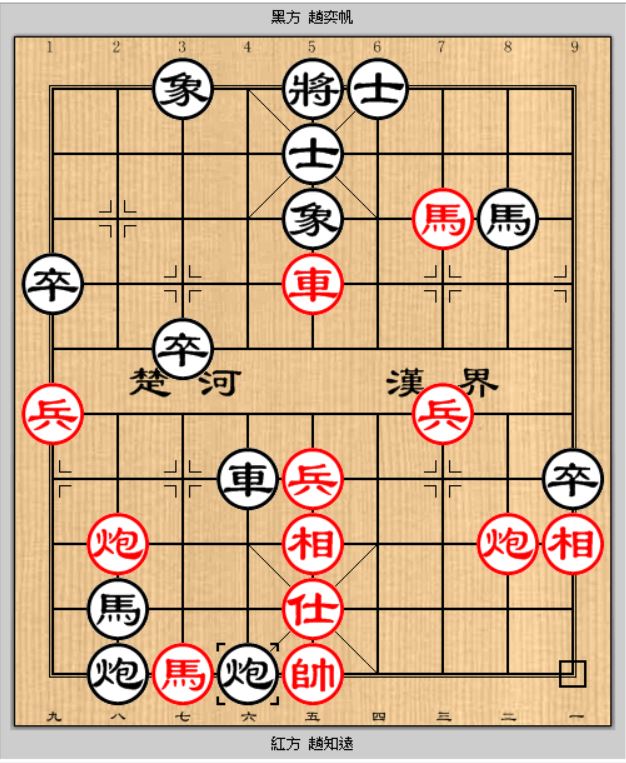 黑方 趙奕帆
1 2 3 4 5 6 7 8 9
象 將 士
士
象 馬 馬
卒 車
卒
楚河 漢界
兵 兵
車 兵 卒
炮 相 炮 相
馬 仕
炮 馬 炮 帥
九 八 七 六 五 四 三 二 一
紅方 趙知遠